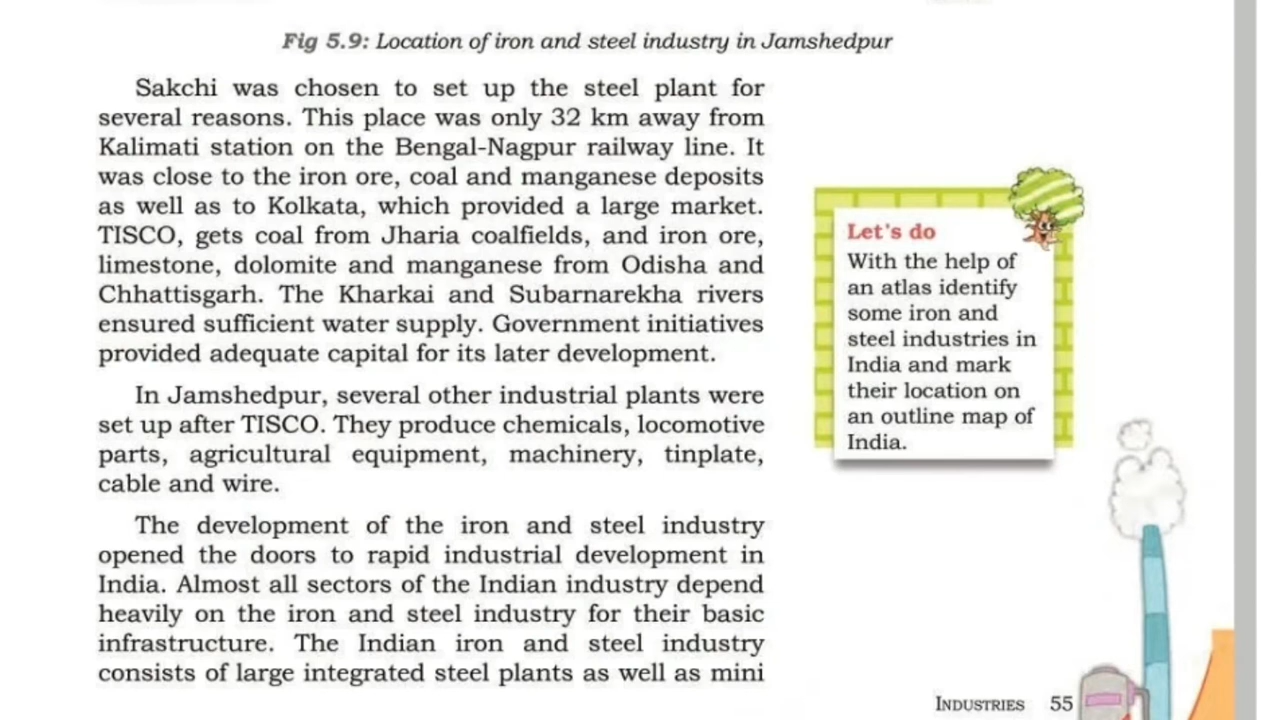 Fig 5.9: Location of iron and steel industry in Jamshedpur
Sakchi was chosen to set up the steel plant for
several reasons. This place was only 32 km away from
Kalimati station on the Bengal-Nagpur railway line. It
was close to the iron ore, coal and manganese deposits
as well as to Kolkata, which provided a large market.
TISCO, gets coal from Jharia coalfields, and iron ore,
limestone, dolomite and manganese from Odisha and
Chhattisgarh. The Kharkai and Subarnarekha rivers
ensured sufficient water supply. Government initiatives
provided adequate capital for its later development.
In Jamshedpur, several other industrial plants were
set up after TISCO. They produce chemicals, locomotive
parts, agricultural equipment, machinery, tinplate,
cable and wire.
The development of the iron and steel industry
opened the doors to rapid industrial development in
India. Almost all sectors of the Indian industry depend
heavily on the iron and steel industry for their basic
infrastructure. The Indian iron and steel industry
consists of large integrated steel plants as well as mini
Let's do
With the help of
an atlas identify
some iron and
steel industries in
India and mark
their location on
an outline map of
India.
INDUSTRIES 55